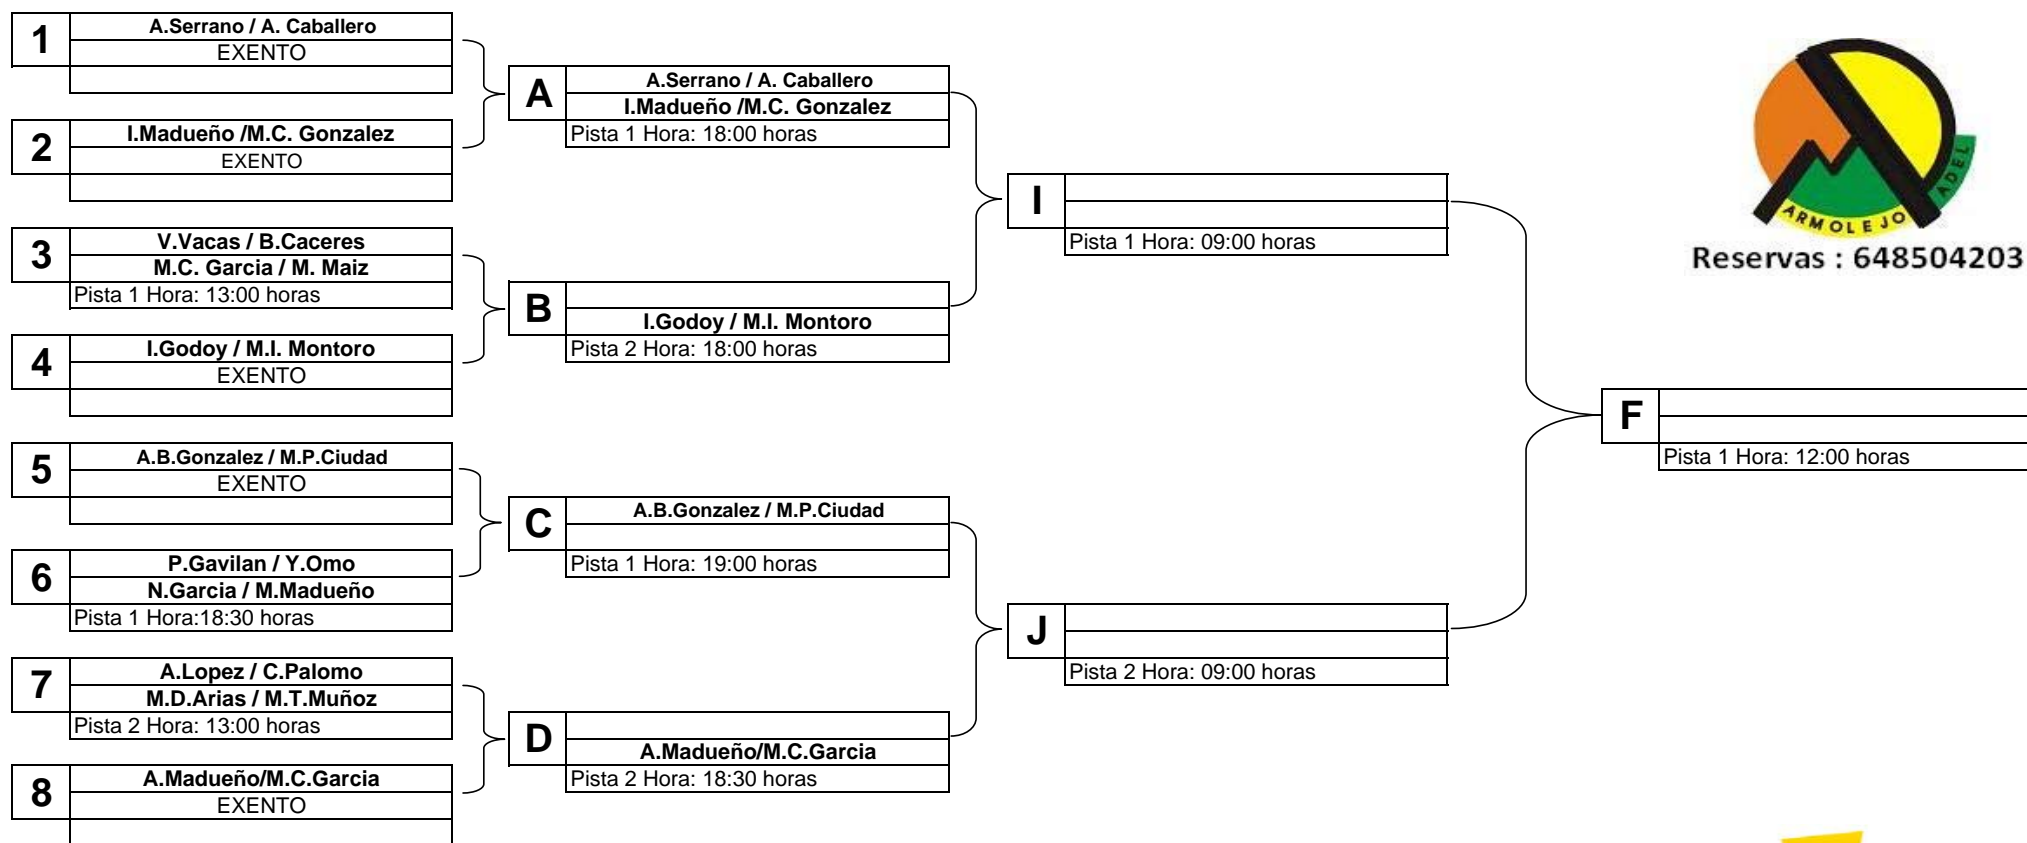 1
A.Serrano / A. Caballero
EXENTO
2
I.Madueño /M.C. Gonzalez
EXENTO
3
V.Vacas / B.Caceres
M.C. Garcia / M. Maiz
Pista 1 Hora: 13:00 horas
4
I.Godoy / M.I. Montoro
EXENTO
5
A.B.Gonzalez / M.P.Ciudad
EXENTO
6
P.Gavilan / Y.Omo
N.Garcia / M.Madueño
Pista 1 Hora:18:30 horas
7
A.Lopez / C.Palomo
M.D.Arias / M.T.Muñoz
Pista 2 Hora: 13:00 horas
8
A.Madueño/M.C.Garcia
EXENTO
A
A.Serrano / A. Caballero
I.Madueño /M.C. Gonzalez
Pista 1 Hora: 18:00 horas
B
I.Godoy / M.I. Montoro
Pista 2 Hora: 18:00 horas
C
A.B.Gonzalez / M.P.Ciudad
Pista 1 Hora: 19:00 horas
D
A.Madueño/M.C.Garcia
Pista 2 Hora: 18:30 horas
I
Pista 1 Hora: 09:00 horas
J
Pista 2 Hora: 09:00 horas
F
Pista 1 Hora: 12:00 horas
ARMOLEJO
ADEL
Reservas : 648504203